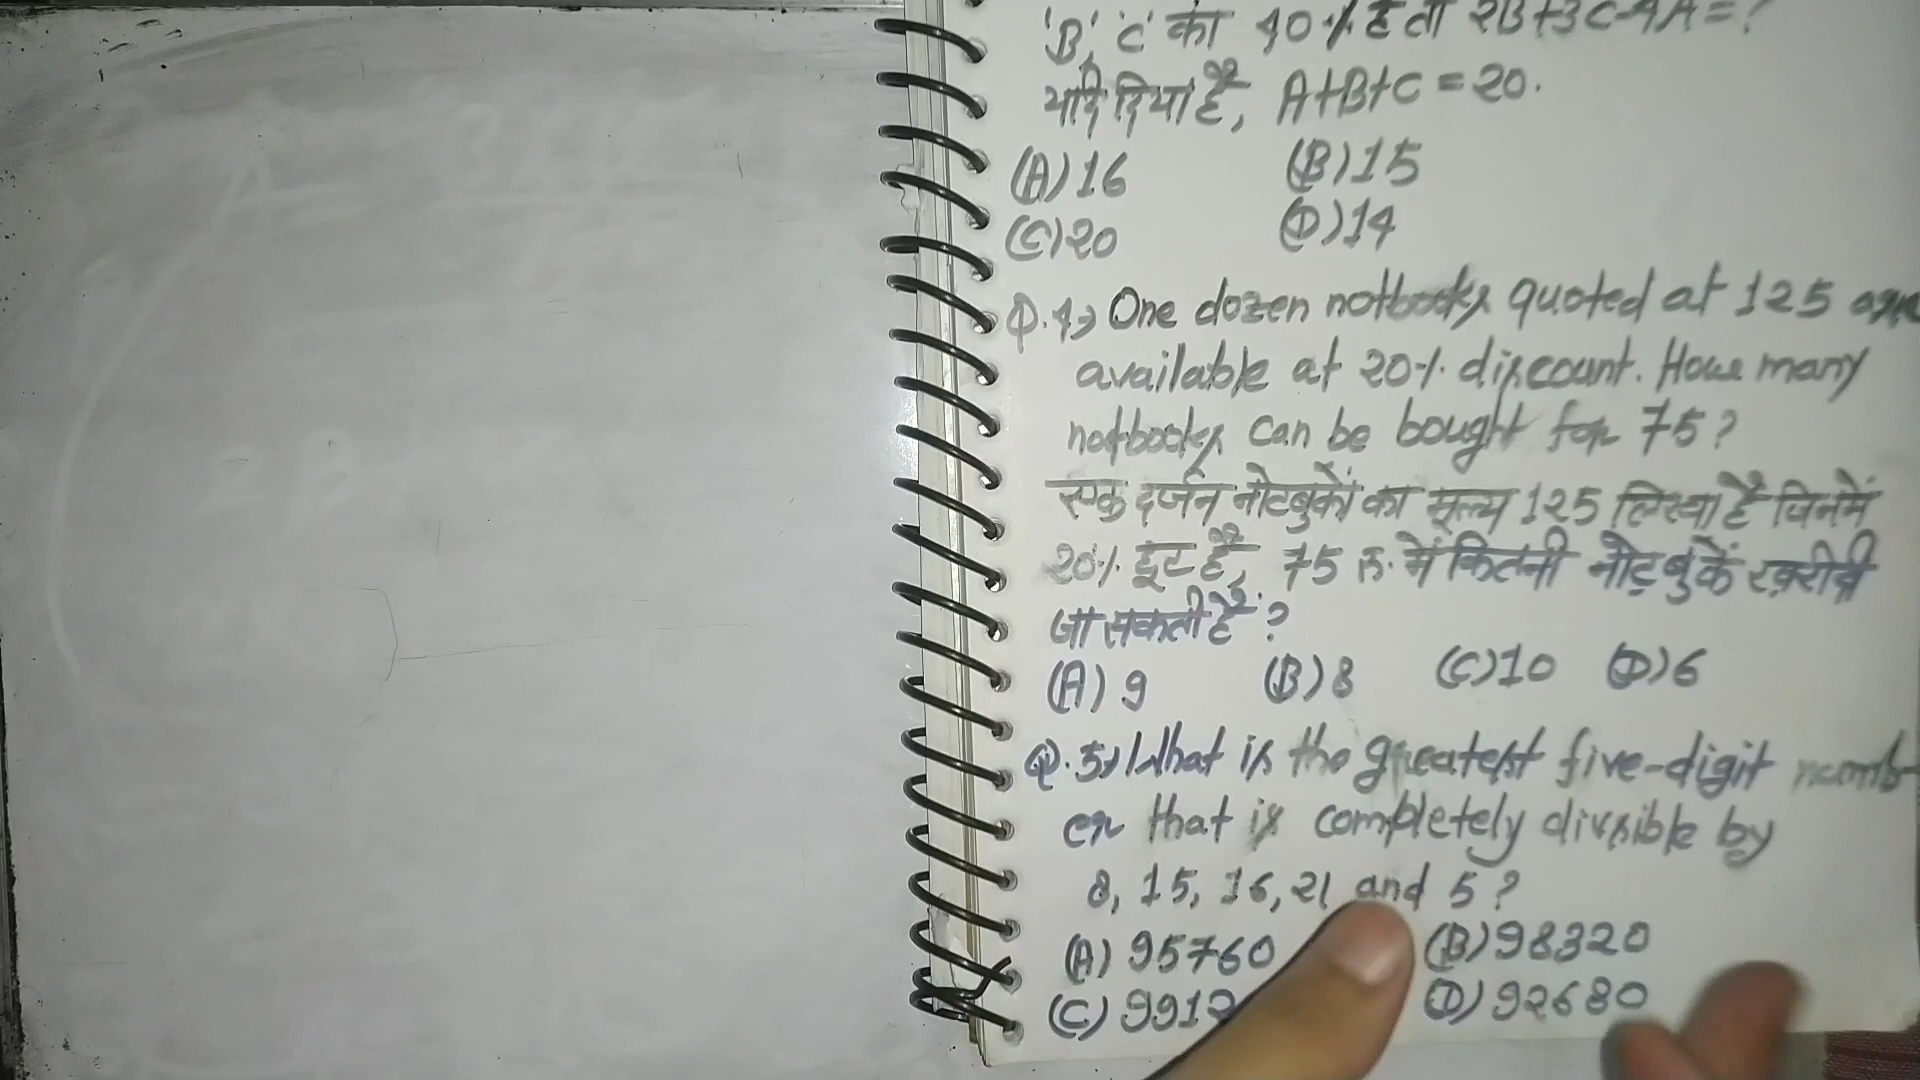 'B', 'C' का 40% है तो 2B+3C-4A=?
यदि दिया है, A+B+C=20.
(A) 16 (B) 15
(C) 20 (D) 14
Q.4) One dozen notbooks quoted at 125 are
available at 20% discount. How many
notbooks can be bought for 75?
एक दर्जन नोटबुकों का मूल्य 125 लिखा है जिनमें
20% छूट है, 75 रु. में कितनी नोटबुकें खरीदी
जा सकती है?
(A) 9 (B) 8 (C) 10 (D) 6
Q.5) What is the greatest five-digit numb-
er that is completely divisible by
8, 15, 16, 21 and 5?
(A) 95760 (B) 98320
(C) 9912 (D) 92680